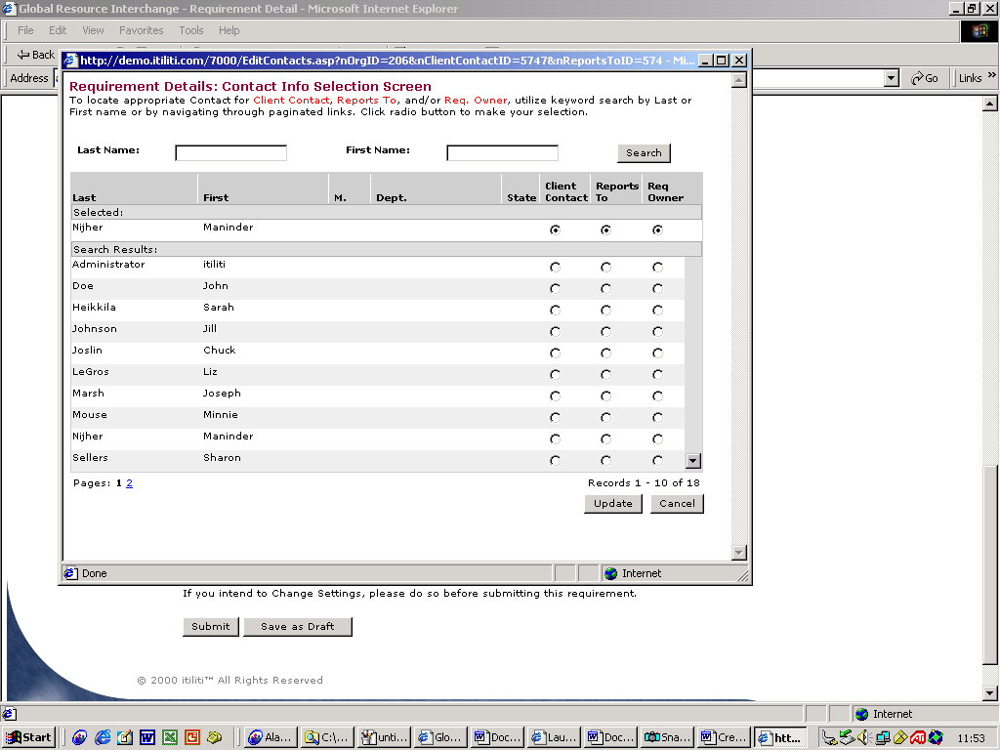 Global Resource Interchange - Requirement Detail - Microsoft Internet Explorer
File Edit View Favorites Tools Help
Back
Address Go Links »
http://demo.itiliti.com/7000/EditContacts.asp?nOrgID=206&nClientContactID=5747&nReportsToID=574 - Mi...
Requirement Details: Contact Info Selection Screen
To locate appropriate Contact for Client Contact, Reports To, and/or Req. Owner, utilize keyword search by Last or
First name or by navigating through paginated links. Click radio button to make your selection.
Last Name: First Name: Search
Last First M. Dept. State Client Contact Reports To Req Owner
Selected:
Nijher Maninder
Search Results:
Administrator itiliti
Doe John
Heikkila Sarah
Johnson Jill
Joslin Chuck
LeGros Liz
Marsh Joseph
Mouse Minnie
Nijher Maninder
Sellers Sharon
Pages: 1 2 Records 1 - 10 of 18
Update Cancel
Done Internet
If you intend to Change Settings, please do so before submitting this requirement.
Submit Save as Draft
© 2000 itiliti™ All Rights Reserved
Internet
Start Ala... C:\... unti... Glo... Doc... Lau... Doc... Sna... Cre... htt... 11:53